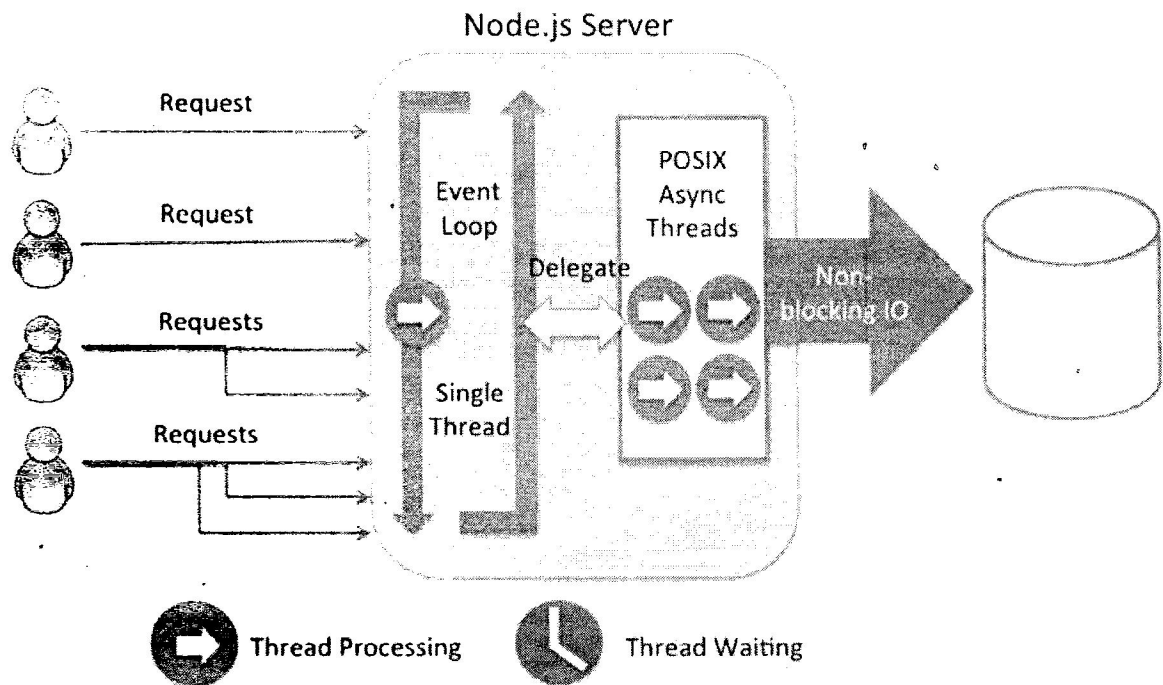 Node.js Server
Request
Request
Requests
Requests
Event
Loop
Single
Thread
Delegate
POSIX
Async
Threads
Non-
blocking IO
Thread Processing
Thread Waiting